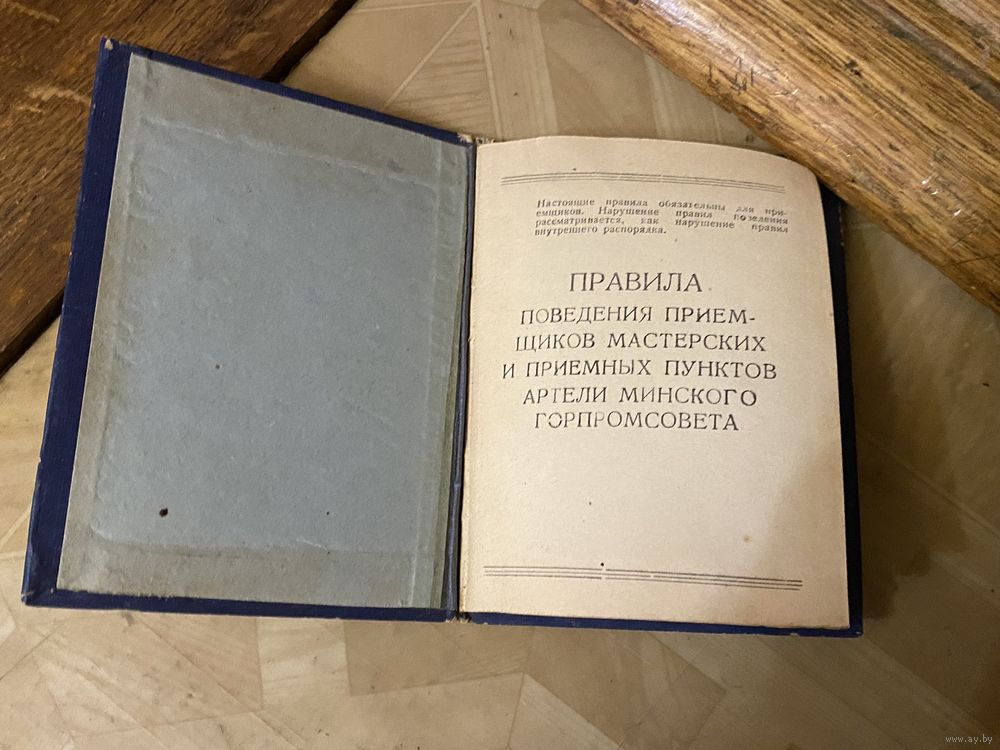 Настоящие правила обязательны для при-
емщиков. Нарушение правил позеления
рассматривается, как нарушение правил
внутреннего распорядка.
ПРАВИЛА
ПОВЕДЕНИЯ ПРИЕМ-
ЩИКОВ МАСТЕРСКИХ
И ПРИЕМНЫХ ПУНКТОВ
АРТЕЛИ МИНСКОГО
ГОРПРОМСОВЕТА
www.ay.by